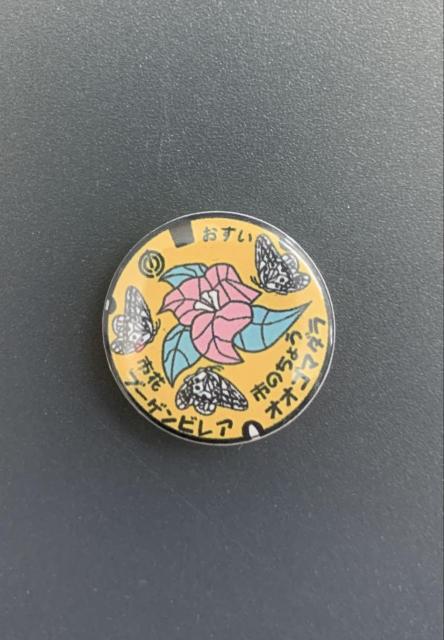 おすい
市花
ブーゲンビレア
市のちょう
オオゴマダラ